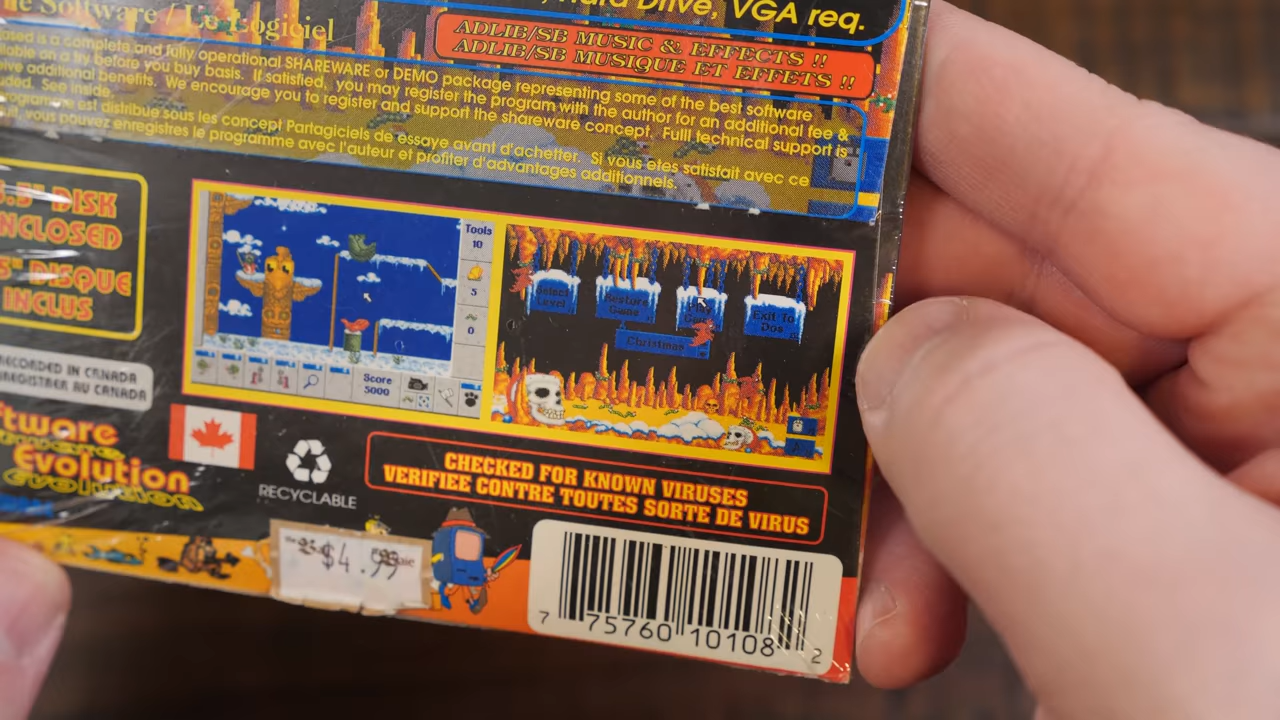 Hard Drive, VGA req.
The Software / Le Logiciel
ADLIB/SB MUSIC & EFFECTS !!
ADLIB/SB MUSIQUE ET EFFETS !!
is a complete and fully operational SHAREWARE or DEMO package representing some of the best software
on a try before you buy basis. If satisfied, you may register the program with the author for an additional fee &
additional benefits. We encourage you to register and support the shareware concept. Fulll technical support is
See inside.
programme est distribue sous les concept Partagiciels de essaye avant d'achetter. Si vous etes satisfait avec ce
vous pouvez enregistres le programme avec l'auteur et profiter d'advantages additionnels.
3.5" DISK
INCLOSED
DISQUE
INCLUS
RECORDED IN CANADA
ENREGISTRER AU CANADA
Tools
10
5
0
Score
5000
Select
Level
Restore
Game
Play
Exit To
Dos
Christmas
Evolution
RECYCLABLE
CHECKED FOR KNOWN VIRUSES
VERIFIEE CONTRE TOUTES SORTE DE VIRUS
$4.99
7 75760 10108 2